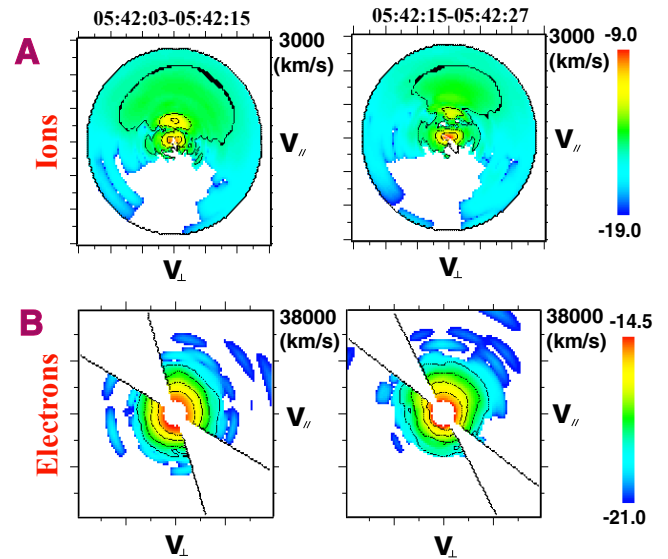 05:42:03-05:42:15
05:42:15-05:42:27
A
Ions
3000
(km/s)
V//
V⊥
3000
(km/s)
V//
V⊥
-9.0
-19.0
B
Electrons
38000
(km/s)
V//
V⊥
38000
(km/s)
V//
V⊥
-14.5
-21.0